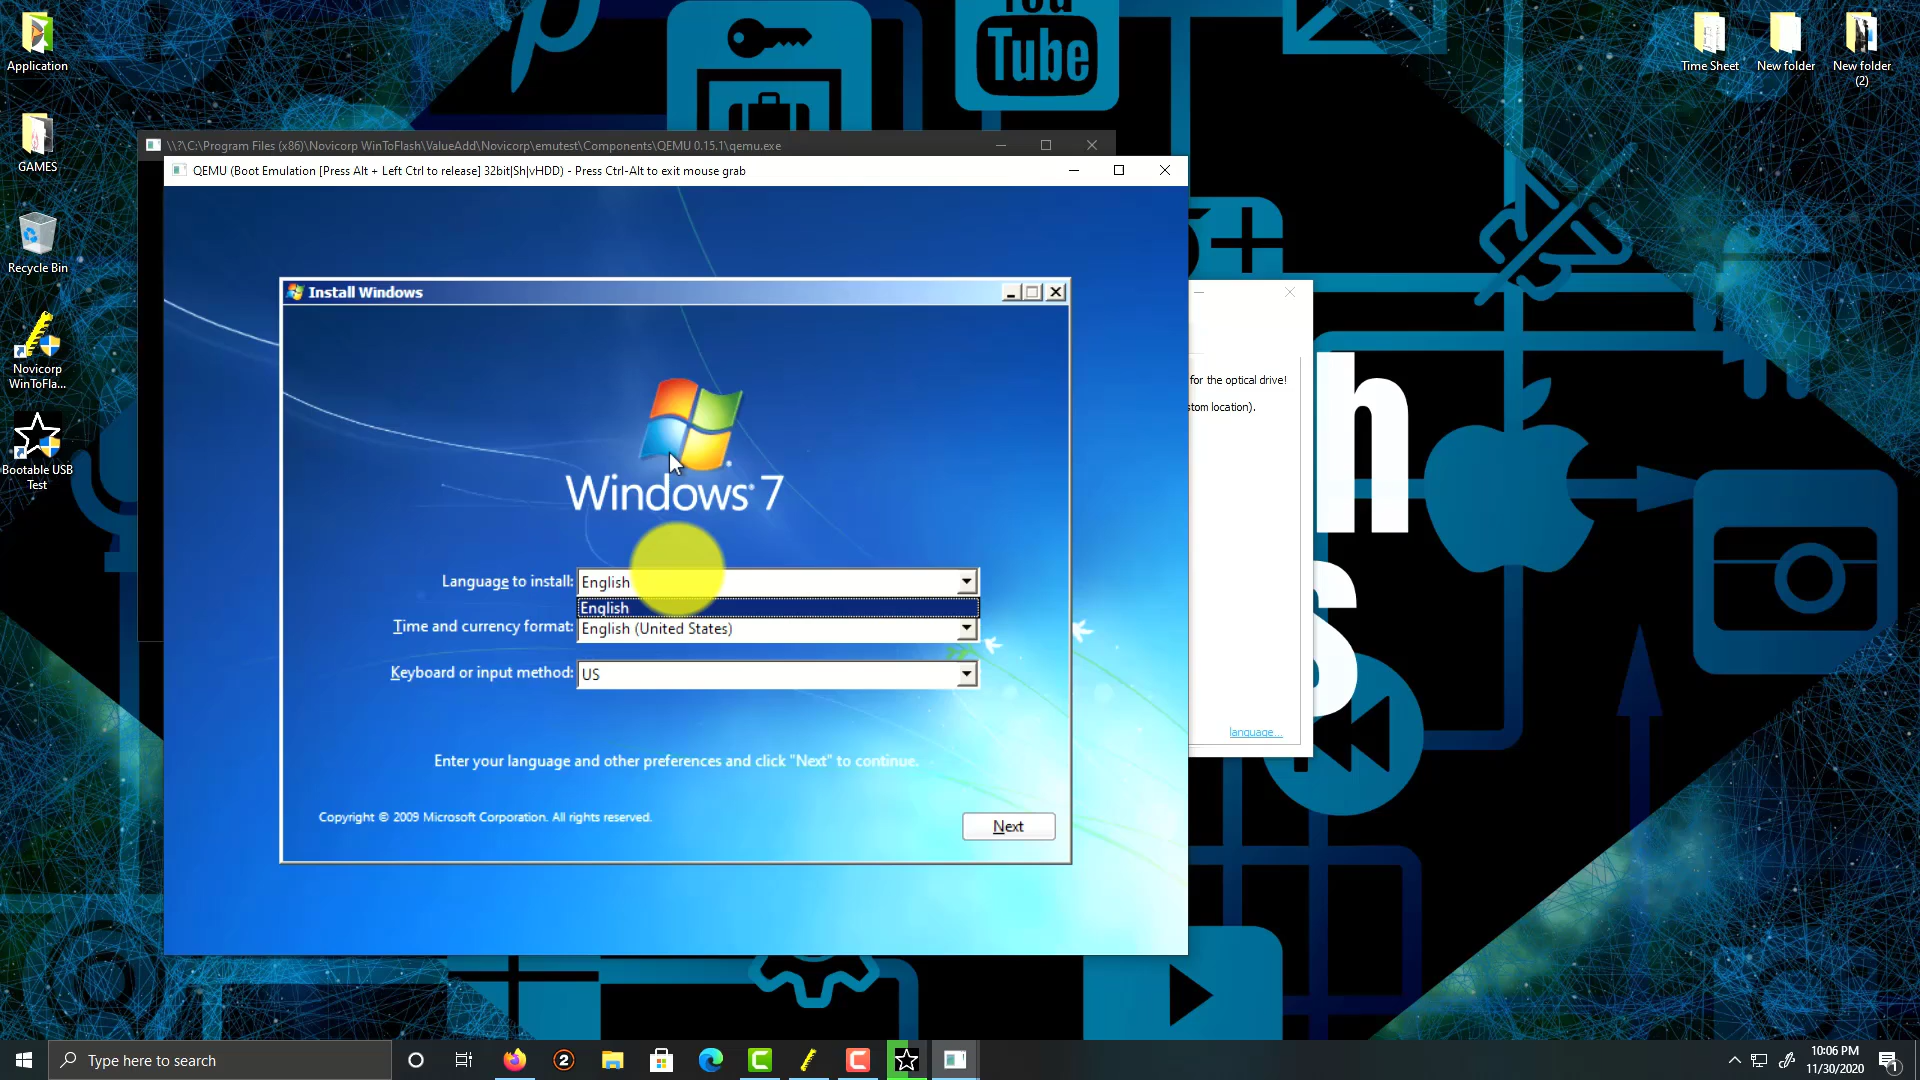 Application
GAMES
Recycle Bin
Novicorp
WinToFla...
Bootable USB
Test
You
Tube
Time Sheet
New folder
New folder
(2)
\\?\C:\Program Files (x86)\Novicorp WinToFlash\ValueAdd\Novicorp\emutest\Components\QEMU 0.15.1\qemu.exe
QEMU (Boot Emulation [Press Alt + Left Ctrl to release] 32bit|Sh|vHDD) - Press Ctrl-Alt to exit mouse grab
Install Windows
Windows 7
Language to install: English
English
Time and currency format: English (United States)
Keyboard or input method: US
Enter your language and other preferences and click "Next" to continue.
Copyright © 2009 Microsoft Corporation. All rights reserved.
Next
for the optical drive!
stom location).
language...
h
s
Type here to search
2
10:06 PM
11/30/2020
1